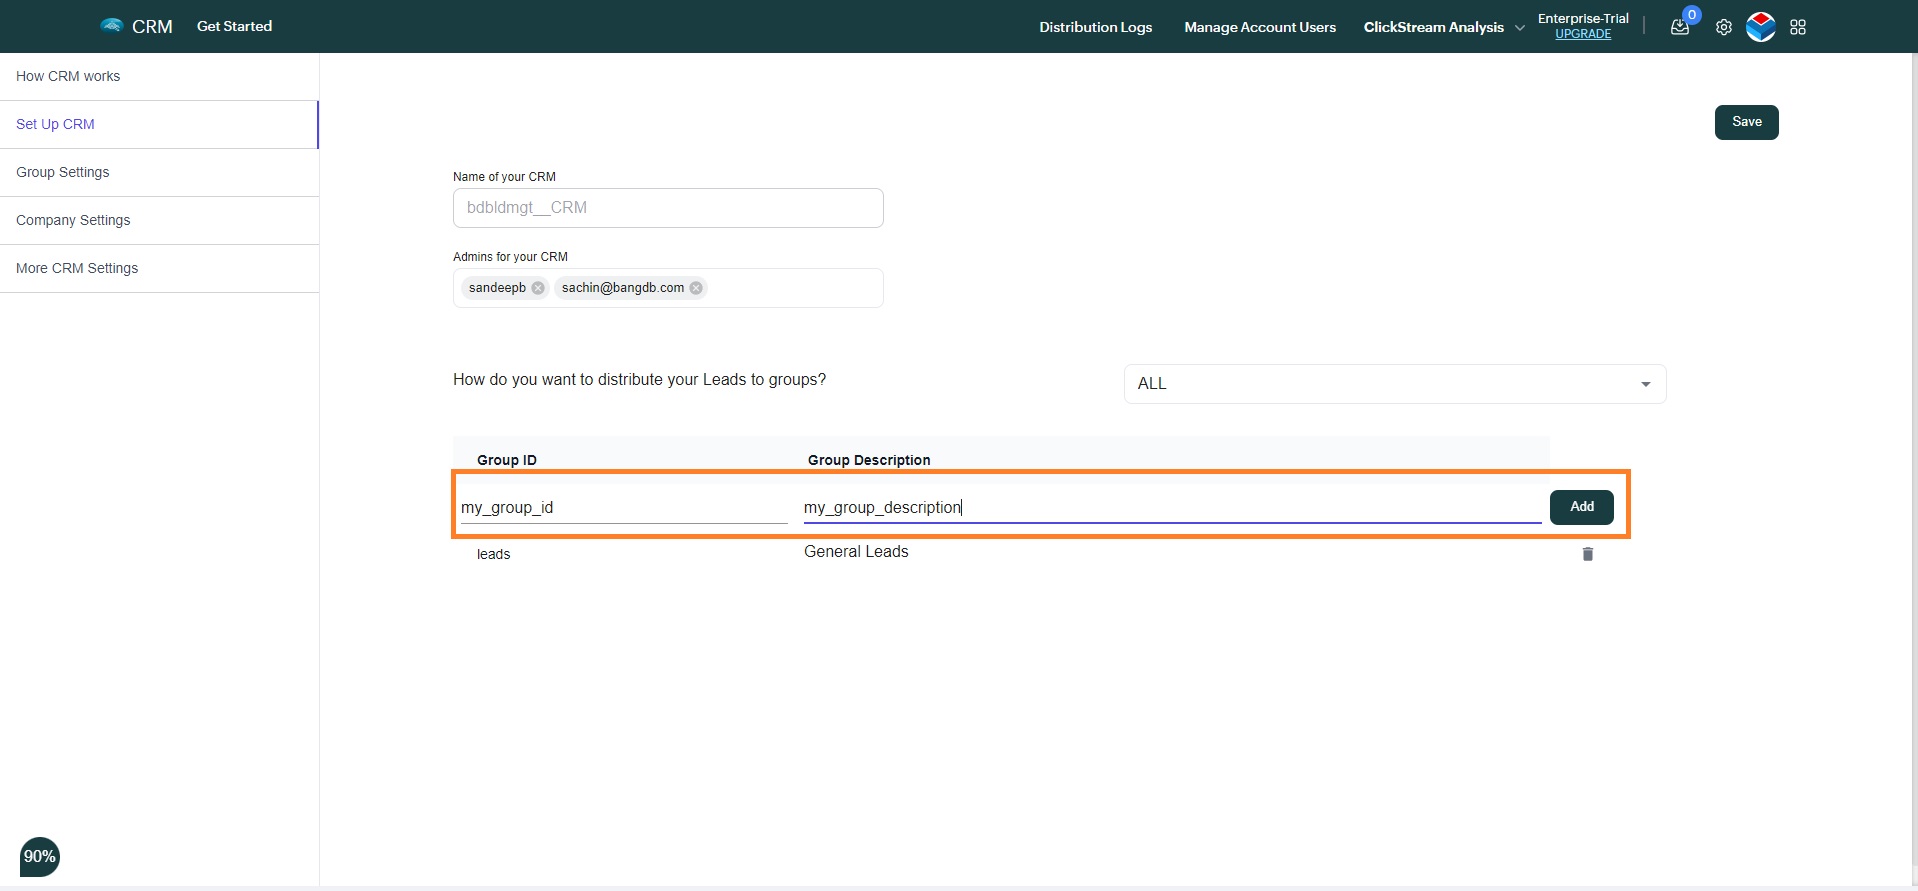 CRM Get Started Distribution Logs Manage Account Users ClickStream Analysis Enterprise-Trial 0
UPGRADE
How CRM works
Set Up CRM
Group Settings
Company Settings
More CRM Settings
Save
Name of your CRM
bdbldmgt__CRM
Admins for your CRM
sandeepb sachin@bangdb.com
How do you want to distribute your Leads to groups? ALL
Group ID Group Description
my_group_id my_group_description Add
leads General Leads
90%